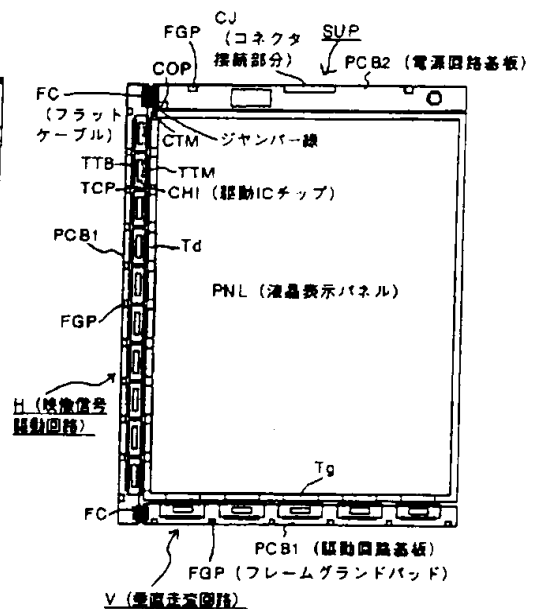 CJ
(コネクタ
接続部分)
FGP
SUP
COP
PCB2 (電源回路基板)
FC
(フラット
ケーブル)
CTM
ジャンパー線
TTB
TTM
TCP
CHI (駆動ICチップ)
PCB1
Td
PNL (液晶表示パネル)
FGP
H (映像信号
駆動回路)
Tg
FC
PCB1 (駆動回路基板)
FGP (フレームグランドパッド)
V (垂直走査回路)